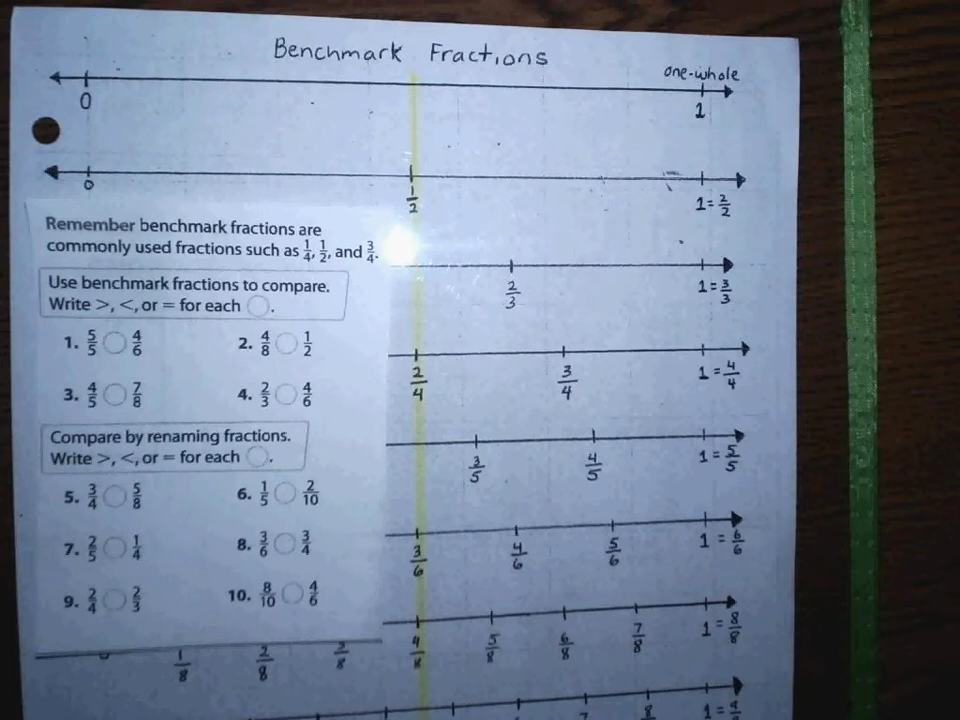 Benchmark Fractions
one-whole
0 1
0 1/2 1 = 2/2
Remember benchmark fractions are
commonly used fractions such as 1/4, 1/2, and 3/4.
Use benchmark fractions to compare.
Write >, <, or = for each ○.
1. 5/5 ○ 4/6 2. 4/8 ○ 1/2
3. 4/5 ○ 7/8 4. 2/3 ○ 4/6
Compare by renaming fractions.
Write >, <, or = for each ○.
5. 3/4 ○ 5/8 6. 1/5 ○ 2/10
7. 2/5 ○ 1/4 8. 3/6 ○ 3/4
9. 2/4 ○ 2/3 10. 8/10 ○ 4/6
2/3 1 = 3/3
2/4 3/4 1 = 4/4
3/5 4/5 1 = 5/5
3/6 4/6 5/6 1 = 6/6
1/8 2/8 3/8 4/8 5/8 6/8 7/8 1 = 8/8
1 =